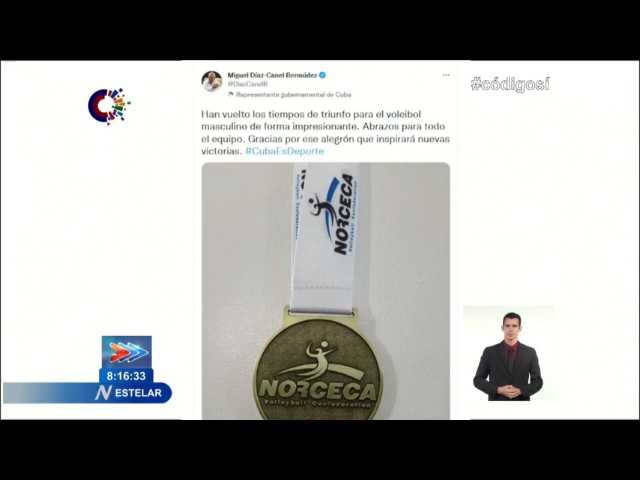 Miguel Díaz-Canel Bermúdez
@DiazCanelB
Representante gubernamental de Cuba
#códigosí
Han vuelto los tiempos de triunfo para el voleibol
masculino de forma impresionante. Abrazos para todo
el equipo. Gracias por ese alegrón que inspirará nuevas
victorias. #CubaEsDeporte
NORCECA
Volleyball Confederation
NORCECA
Volleyball Confederation
8:16:33
N ESTELAR